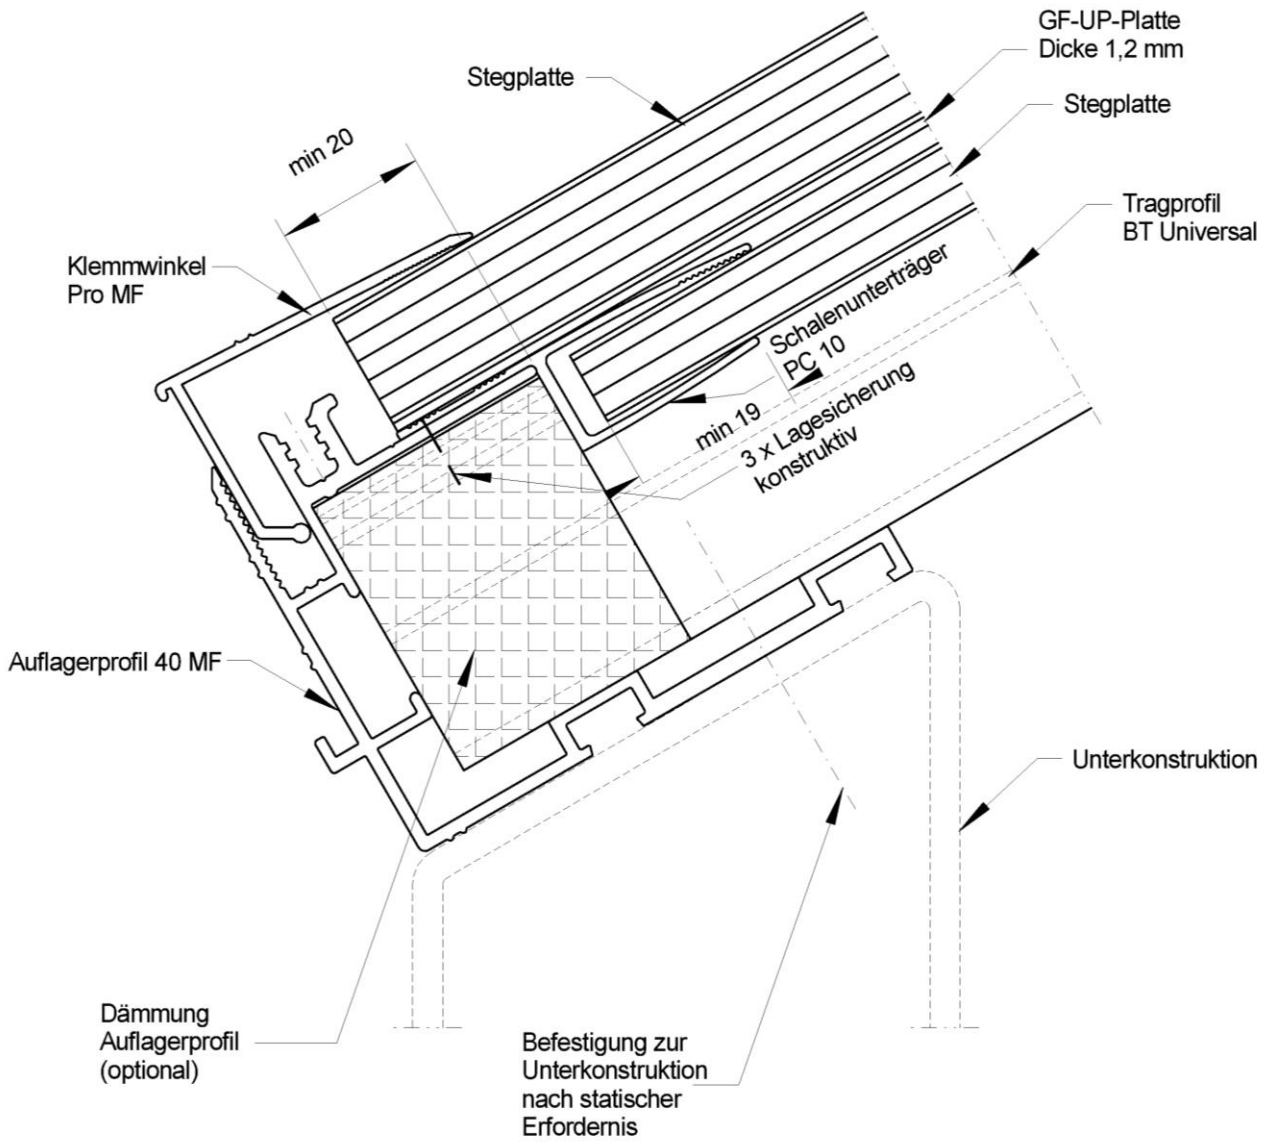 GF-UP-Platte
Dicke 1,2 mm
Stegplatte
Stegplatte
min 20
Tragprofil
BT Universal
Klemmwinkel
Pro MF
Schalenunterträger
PC 10
min 19
3 x Lagesicherung
konstruktiv
Auflagerprofil 40 MF
Unterkonstruktion
Dämmung
Auflagerprofil
(optional)
Befestigung zur
Unterkonstruktion
nach statischer
Erfordernis